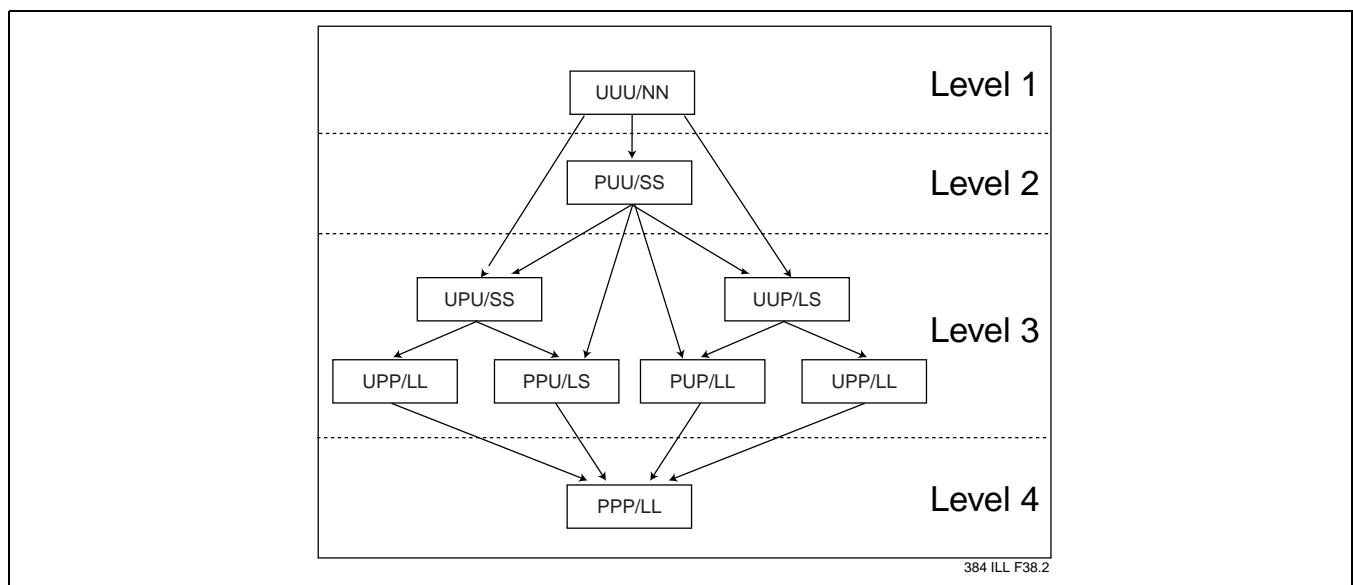 Level 1
UUU/NN
Level 2
PUU/SS
UPU/SS
UUP/LS
Level 3
UPP/LL
PPU/LS
PUP/LL
UPP/LL
Level 4
PPP/LL
384 ILL F38.2